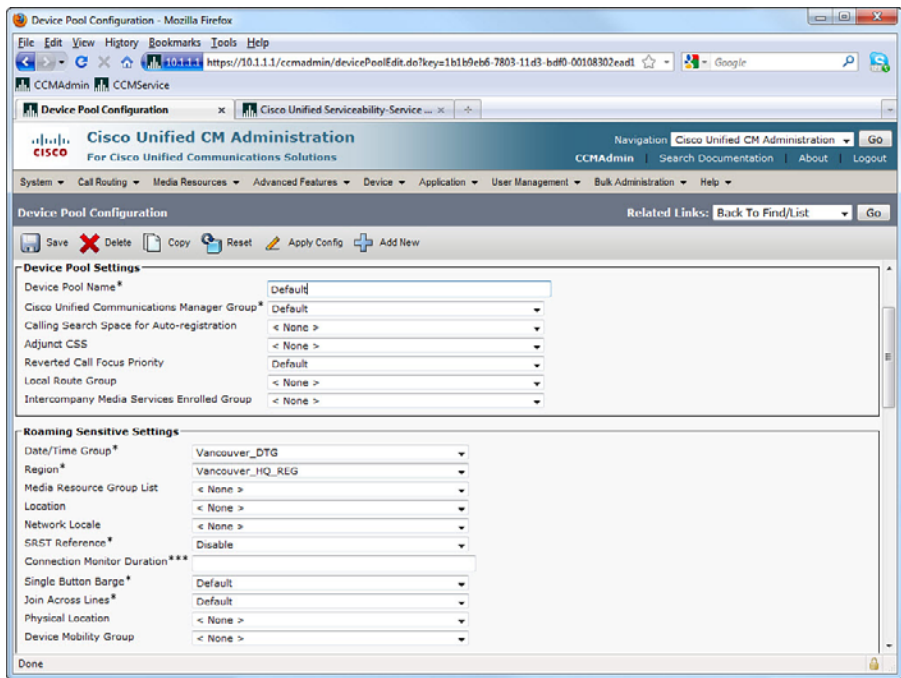 Device Pool Configuration - Mozilla Firefox
File Edit View History Bookmarks Tools Help
10.1.1.1 https://10.1.1.1/ccmadmin/devicePoolEdit.do?key=1b1b9eb6-7803-11d3-bdf0-00108302ead1 Google
CCMAdmin CCMService
Device Pool Configuration x Cisco Unified Serviceability-Service ... x
cisco Cisco Unified CM Administration Navigation Cisco Unified CM Administration Go
For Cisco Unified Communications Solutions CCMAdmin | Search Documentation | About | Logout
System Call Routing Media Resources Advanced Features Device Application User Management Bulk Administration Help
Device Pool Configuration Related Links: Back To Find/List Go
Save Delete Copy Reset Apply Config Add New
Device Pool Settings
Device Pool Name* Default
Cisco Unified Communications Manager Group* Default
Calling Search Space for Auto-registration < None >
Adjunct CSS < None >
Reverted Call Focus Priority Default
Local Route Group < None >
Intercompany Media Services Enrolled Group < None >
Roaming Sensitive Settings
Date/Time Group* Vancouver_DTG
Region* Vancouver_HQ_REG
Media Resource Group List < None >
Location < None >
Network Locale < None >
SRST Reference* Disable
Connection Monitor Duration***
Single Button Barge* Default
Join Across Lines* Default
Physical Location < None >
Device Mobility Group < None >
Done